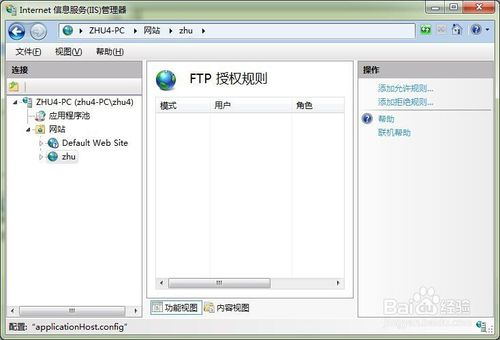 Internet 信息服务(IIS)管理器
ZHU4-PC
网站
zhu
文件(F)
视图(V)
帮助(H)
连接
ZHU4-PC (zhu4-PC\zhu4)
应用程序池
网站
Default Web Site
zhu
FTP 授权规则
模式
用户
角色
功能视图
内容视图
操作
添加允许规则...
添加拒绝规则...
帮助
联机帮助
配置: "applicationHost.config"
Baidu 经验
jingyan.baidu.com